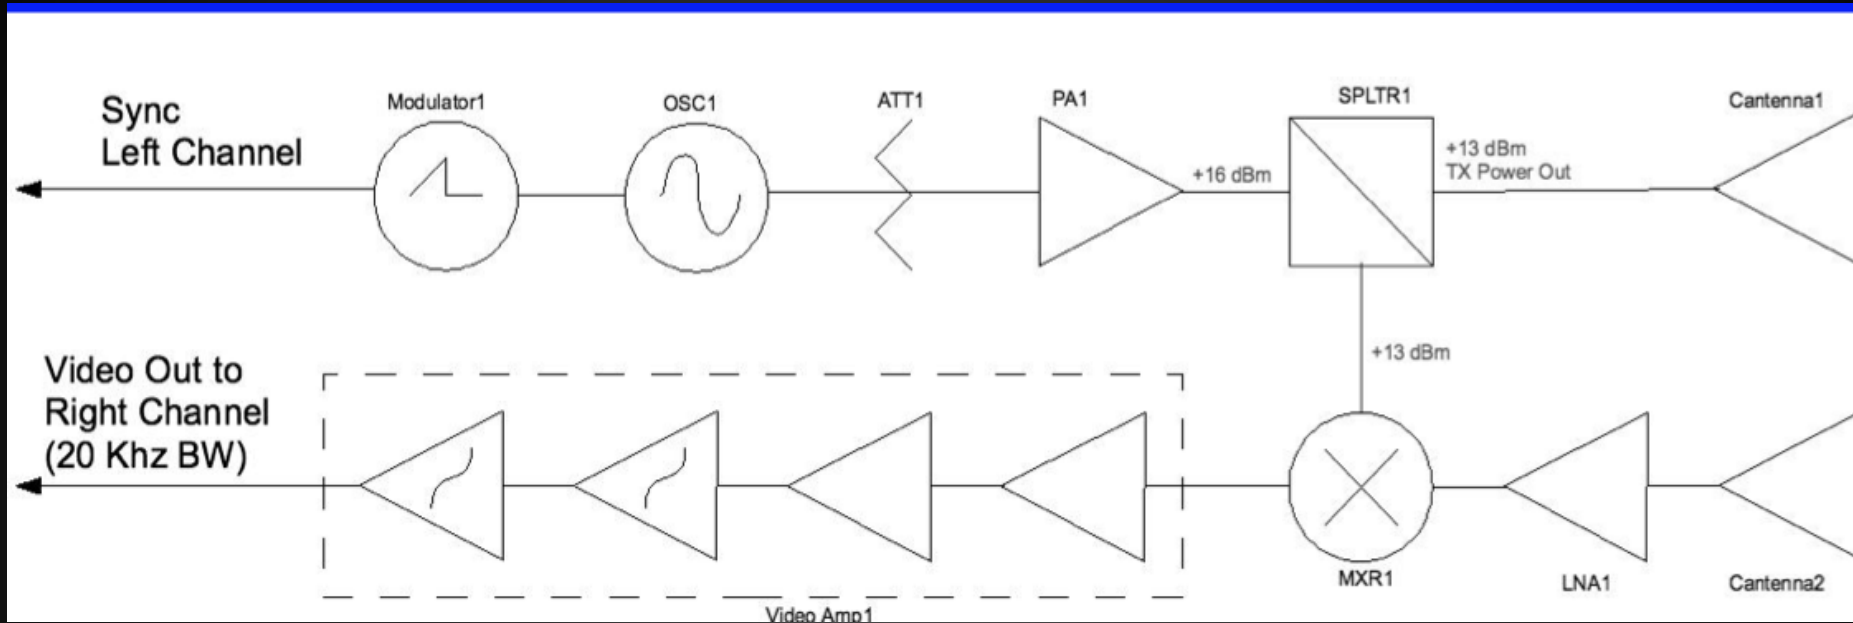 Sync
Left Channel
Modulator1
OSC1
ATT1
PA1
+16 dBm
SPLTR1
+13 dBm
TX Power Out
Cantenna1
+13 dBm
Video Out to
Right Channel
(20 Khz BW)
Video Amp1
MXR1
LNA1
Cantenna2